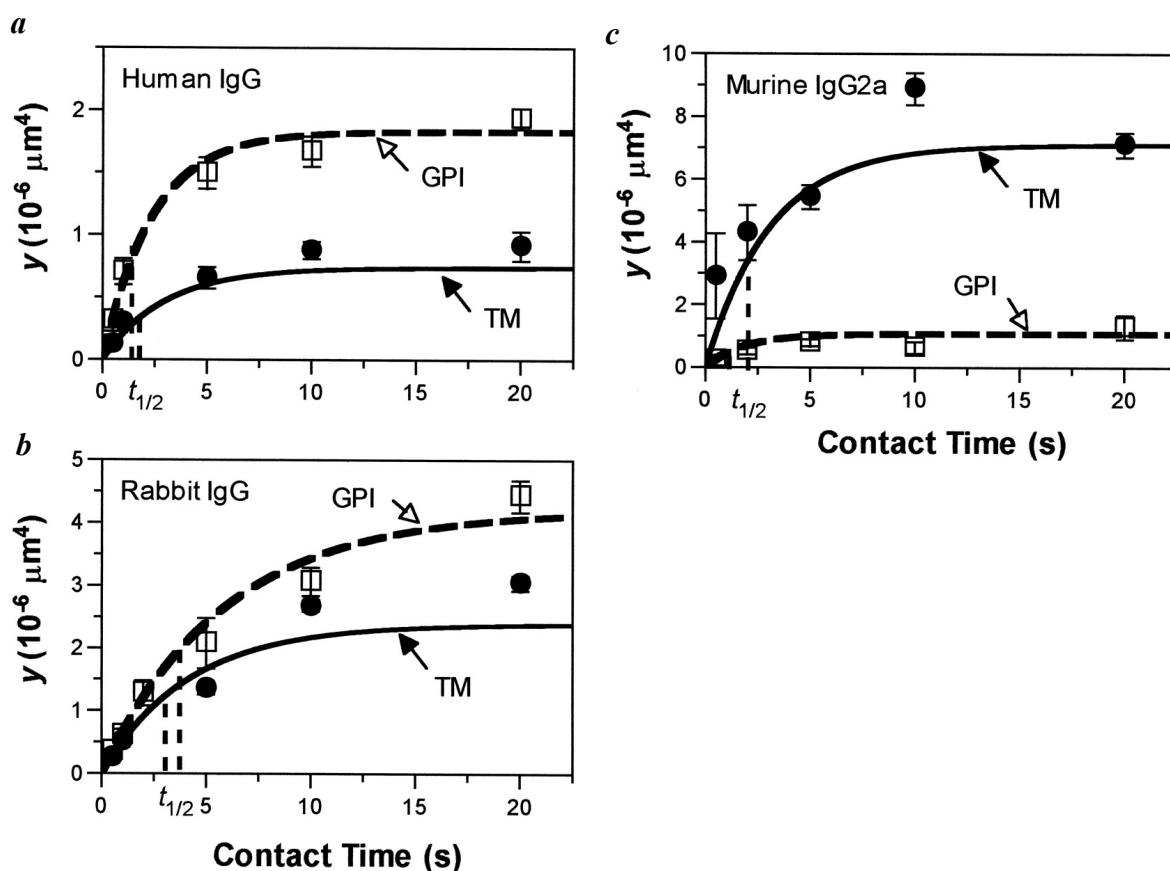 a
Human IgG
y (10⁻⁶ μm⁴)
2
1
0
GPI
TM
0 5 10 15 20
t1/2
b
Rabbit IgG
y (10⁻⁶ μm⁴)
5
4
3
2
1
0
GPI
TM
0 5 10 15 20
t1/2
Contact Time (s)
c
Murine IgG2a
y (10⁻⁶ μm⁴)
10
8
6
4
2
0
TM
GPI
0 5 10 15 20
t1/2
Contact Time (s)